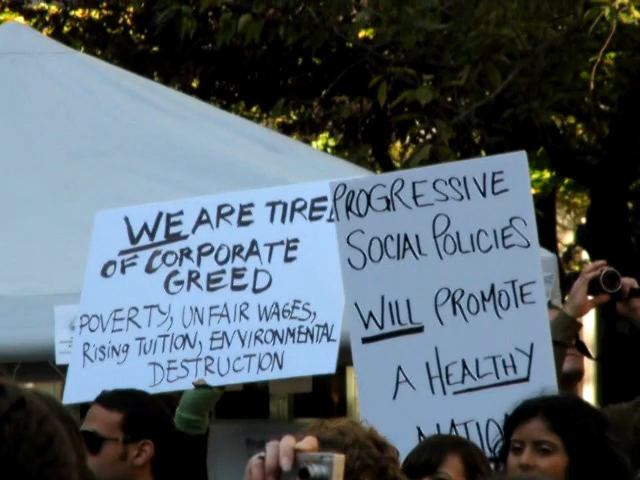 WE ARE TIRED
OF CORPORATE
GREED
POVERTY, UNFAIR WAGES,
RISING TUITION, ENVIRONMENTAL
DESTRUCTION
PROGRESSIVE
SOCIAL POLICIES
WILL PROMOTE
A HEALTHY
NATION